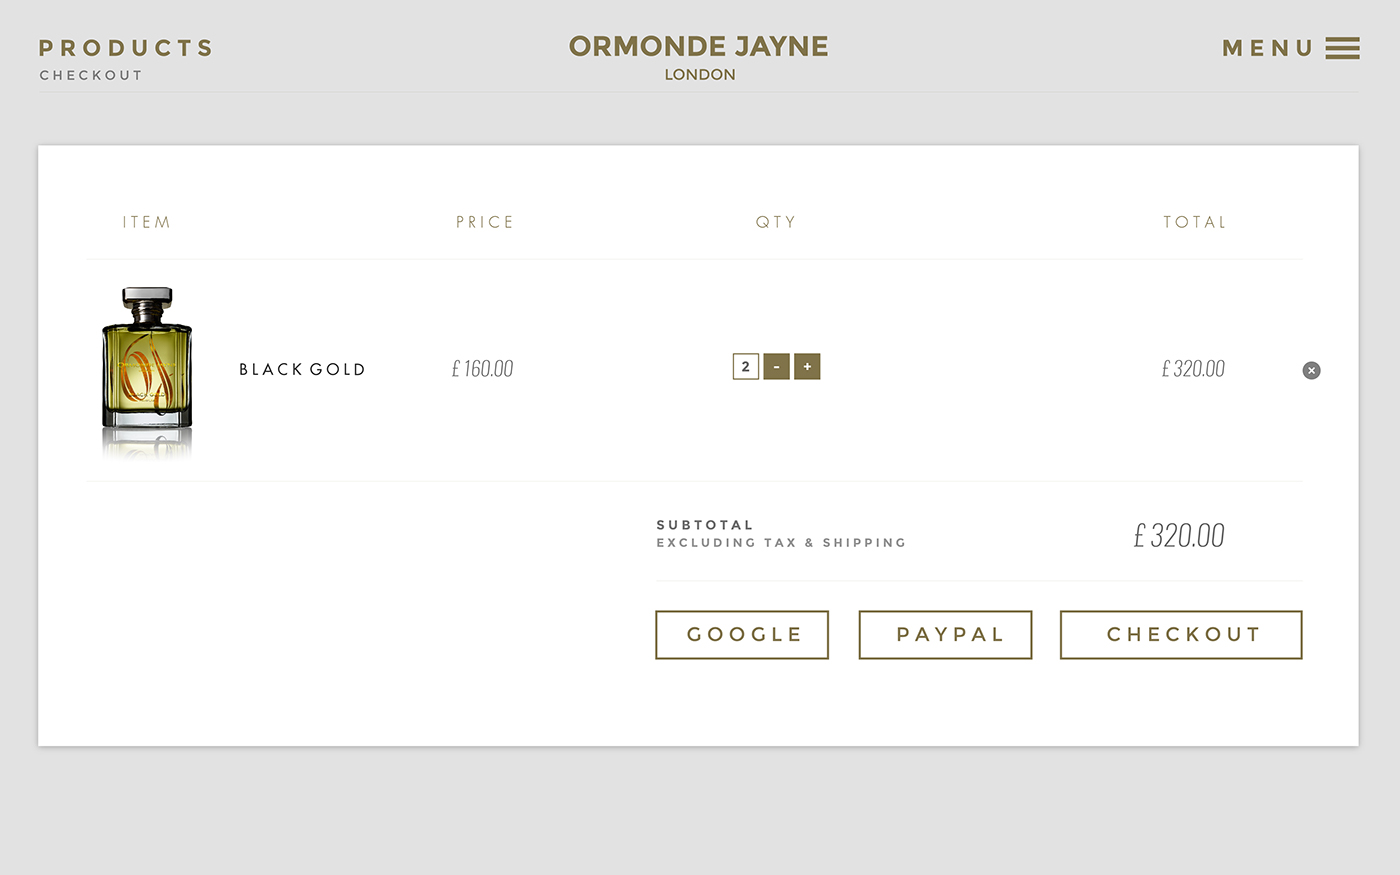 PRODUCTS
CHECKOUT
ORMONDE JAYNE
LONDON
MENU
ITEM PRICE QTY TOTAL
BLACK GOLD £ 160.00 2 - + £ 320.00 ×
SUBTOTAL
EXCLUDING TAX & SHIPPING
£ 320.00
GOOGLE PAYPAL CHECKOUT